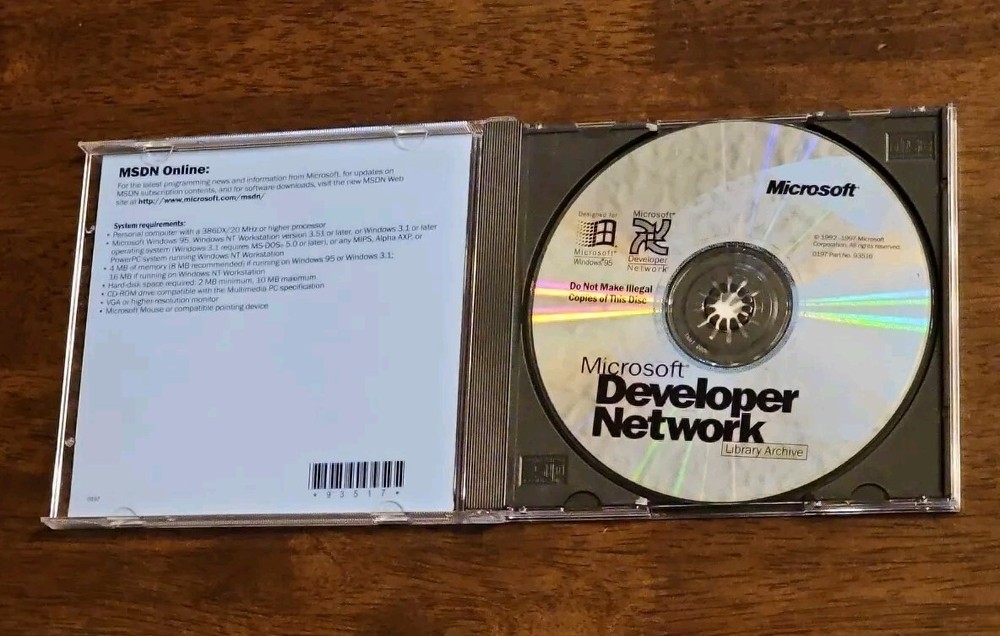 MSDN Online:
For the latest programming news and information from Microsoft, for updates on
MSDN subscription contents, and for software downloads, visit the new MSDN Web
site at http://www.microsoft.com/msdn/
System requirements:
• Personal computer with a 386DX/20 MHz or higher processor
• Microsoft Windows 95, Windows NT Workstation version 3.51 or later, or Windows 3.1 or later
operating system (Windows 3.1 requires MS-DOS® 5.0 or later), or any MIPS, Alpha AXP, or
PowerPC system running Windows NT Workstation
• 4 MB of memory (8 MB recommended) if running on Windows 95 or Windows 3.1;
16 MB if running on Windows NT Workstation
• Hard-disk space required: 2 MB minimum, 10 MB maximum
• CD-ROM drive compatible with the Multimedia PC specification
• VGA or higher-resolution monitor
• Microsoft Mouse or compatible pointing device
0197
*93517*
Microsoft®
Designed for
Microsoft®
Windows®95
Microsoft®
Developer
Network
© 1992-1997 Microsoft
Corporation. All rights reserved.
0197 Part No. 93516
Do Not Make Illegal
Copies of This Disc
Microsoft®
Developer
Network
Library Archive